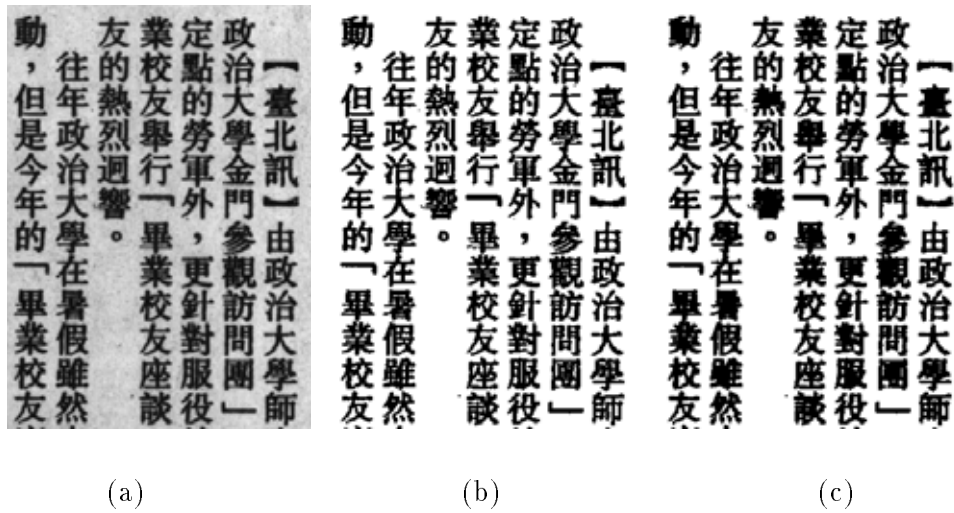 【臺北訊】由政治大學師
政治大學金門參觀訪問團」
定點的勞軍外，更針對服役
業校友舉行「畢業校友座談
友的熱烈迴響。
往年政治大學在暑假雖然
動，但是今年的「畢業校友
(a)
【臺北訊】由政治大學師
政治大學金門參觀訪問團」
定點的勞軍外，更針對服役
業校友舉行「畢業校友座談
友的熱烈迴響。
往年政治大學在暑假雖然
動，但是今年的「畢業校友
(b)
【臺北訊】由政治大學師
政治大學金門參觀訪問團」
定點的勞軍外，更針對服役
業校友舉行「畢業校友座談
友的熱烈迴響。
往年政治大學在暑假雖然
動，但是今年的「畢業校友
(c)